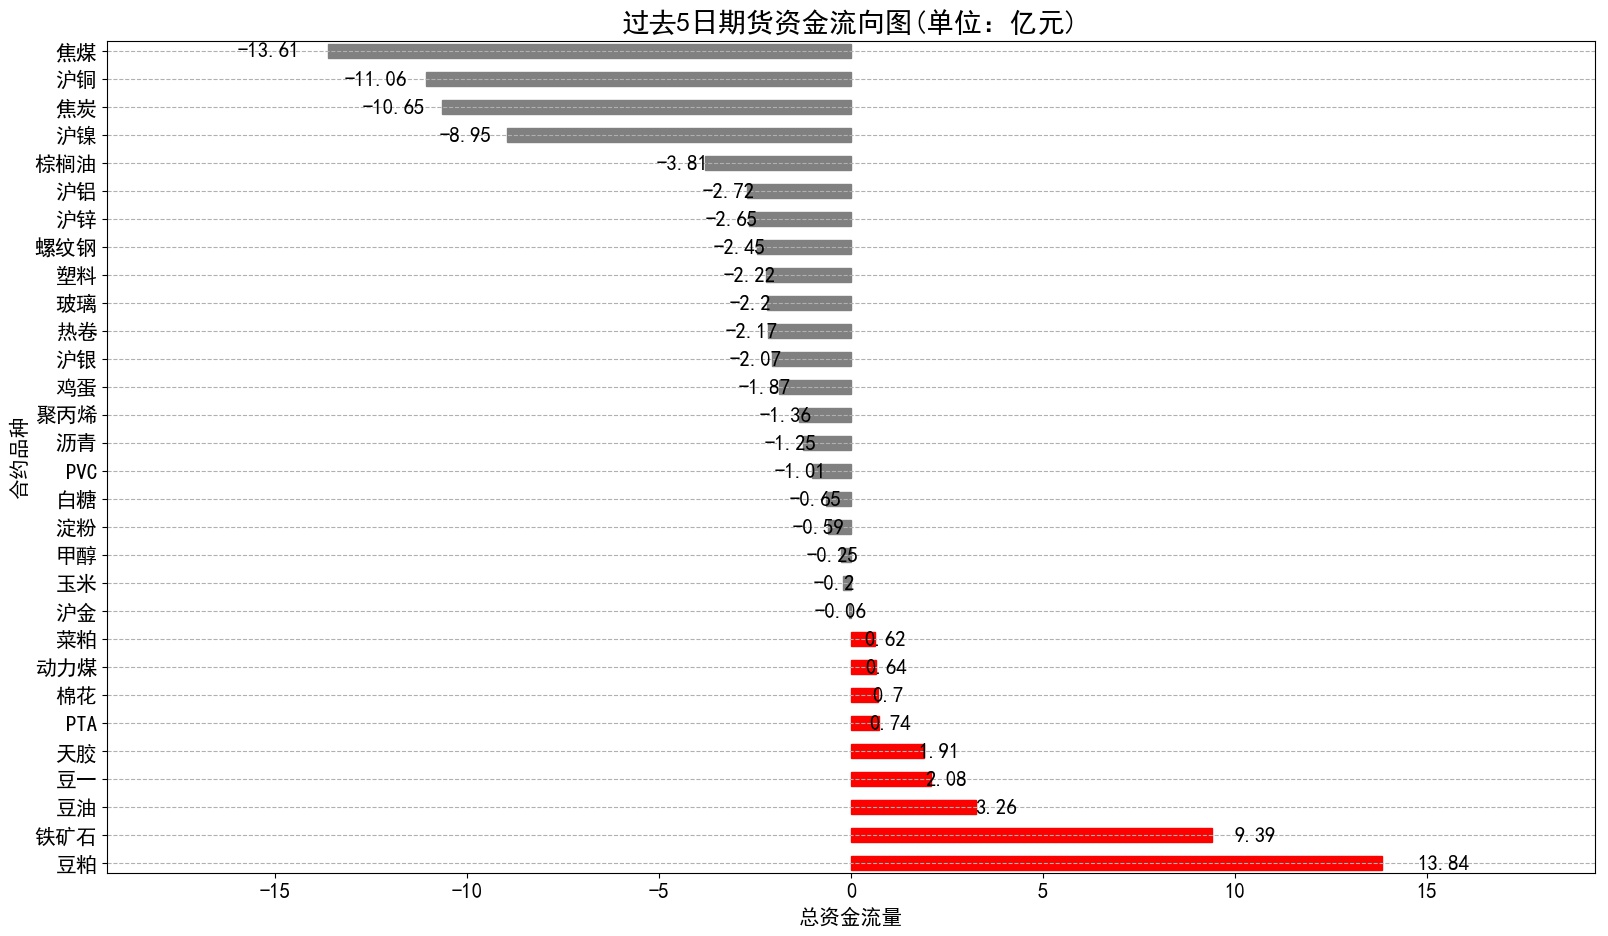 过去5日期货资金流向图(单位：亿元)
合约品种
焦煤 -13.61
沪铜 -11.06
焦炭 -10.65
沪镍 -8.95
棕榈油 -3.81
沪铝 -2.72
沪锌 -2.65
螺纹钢 -2.45
塑料 -2.22
玻璃 -2.2
热卷 -2.17
沪银 -2.07
鸡蛋 -1.87
聚丙烯 -1.36
沥青 -1.25
PVC -1.01
白糖 -0.65
淀粉 -0.59
甲醇 -0.25
玉米 -0.2
沪金 -0.06
菜粕 0.62
动力煤 0.64
棉花 0.7
PTA 0.74
天胶 1.91
豆一 2.08
豆油 3.26
铁矿石 9.39
豆粕 13.84
-15 -10 -5 0 5 10 15
总资金流量